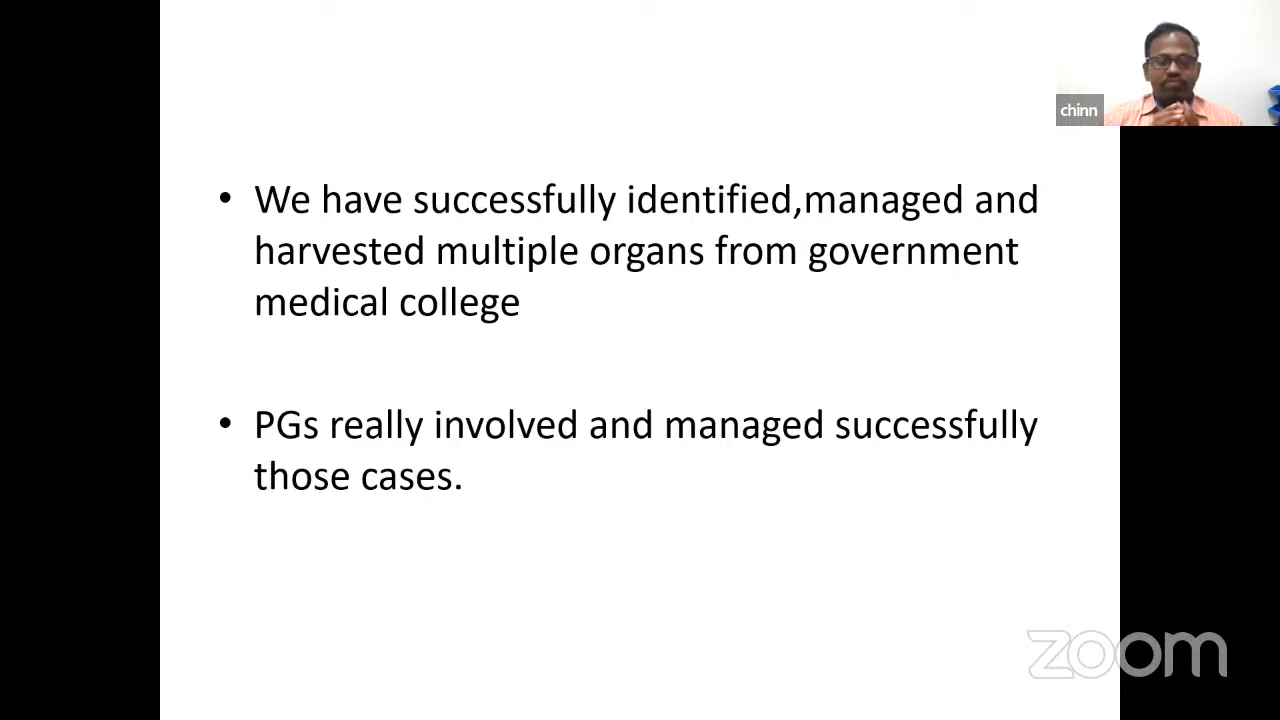 chinn
• We have successfully identified,managed and
harvested multiple organs from government
medical college
• PGs really involved and managed successfully
those cases.
zoom